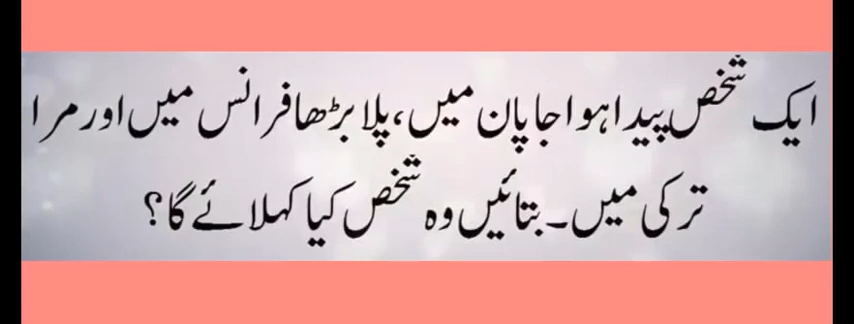 ایک شخص پیدا ہوا جاپان میں، پلا بڑھا فرانس میں اور مرا
ترکی میں۔ بتائیں وہ شخص کیا کہلائے گا؟